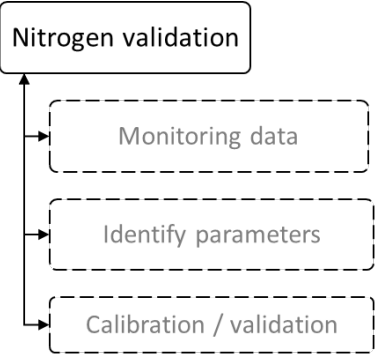 Nitrogen validation
Monitoring data
Identify parameters
Calibration / validation